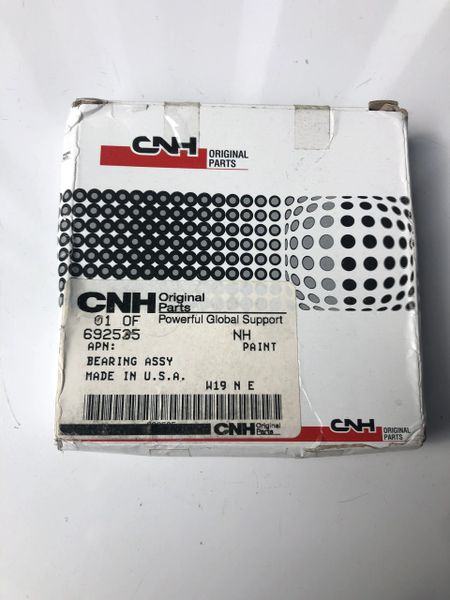 CNH ORIGINAL
PARTS
CNH Original
Parts
Powerful Global Support
01 OF
692535 NH
APN: PAINT
BEARING ASSY
MADE IN U.S.A.
W19 N E
CNH Original
Parts
CNH ORIGINAL
PARTS